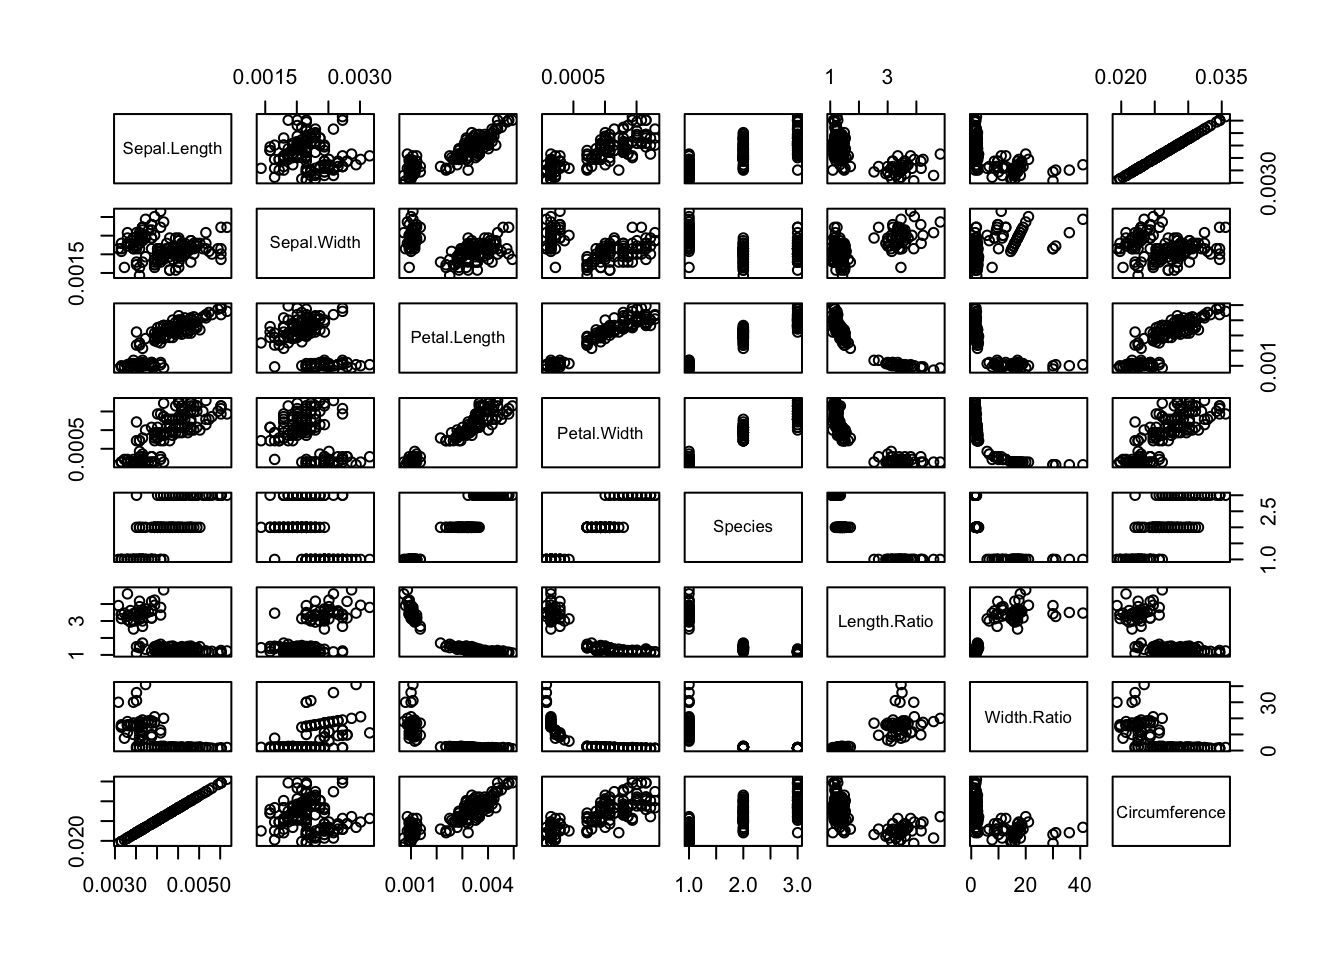 0.0015 0.0030 0.0005 1 3 0.020 0.035
Sepal.Length
0.0030
Sepal.Width
0.0015
Petal.Length
0.001
Petal.Width
0.0005
Species
1.0 2.5
Length.Ratio
1 3
Width.Ratio
0 30
Circumference
0.020
0.0030 0.0050 0.001 0.004 1.0 2.0 3.0 0 20 40